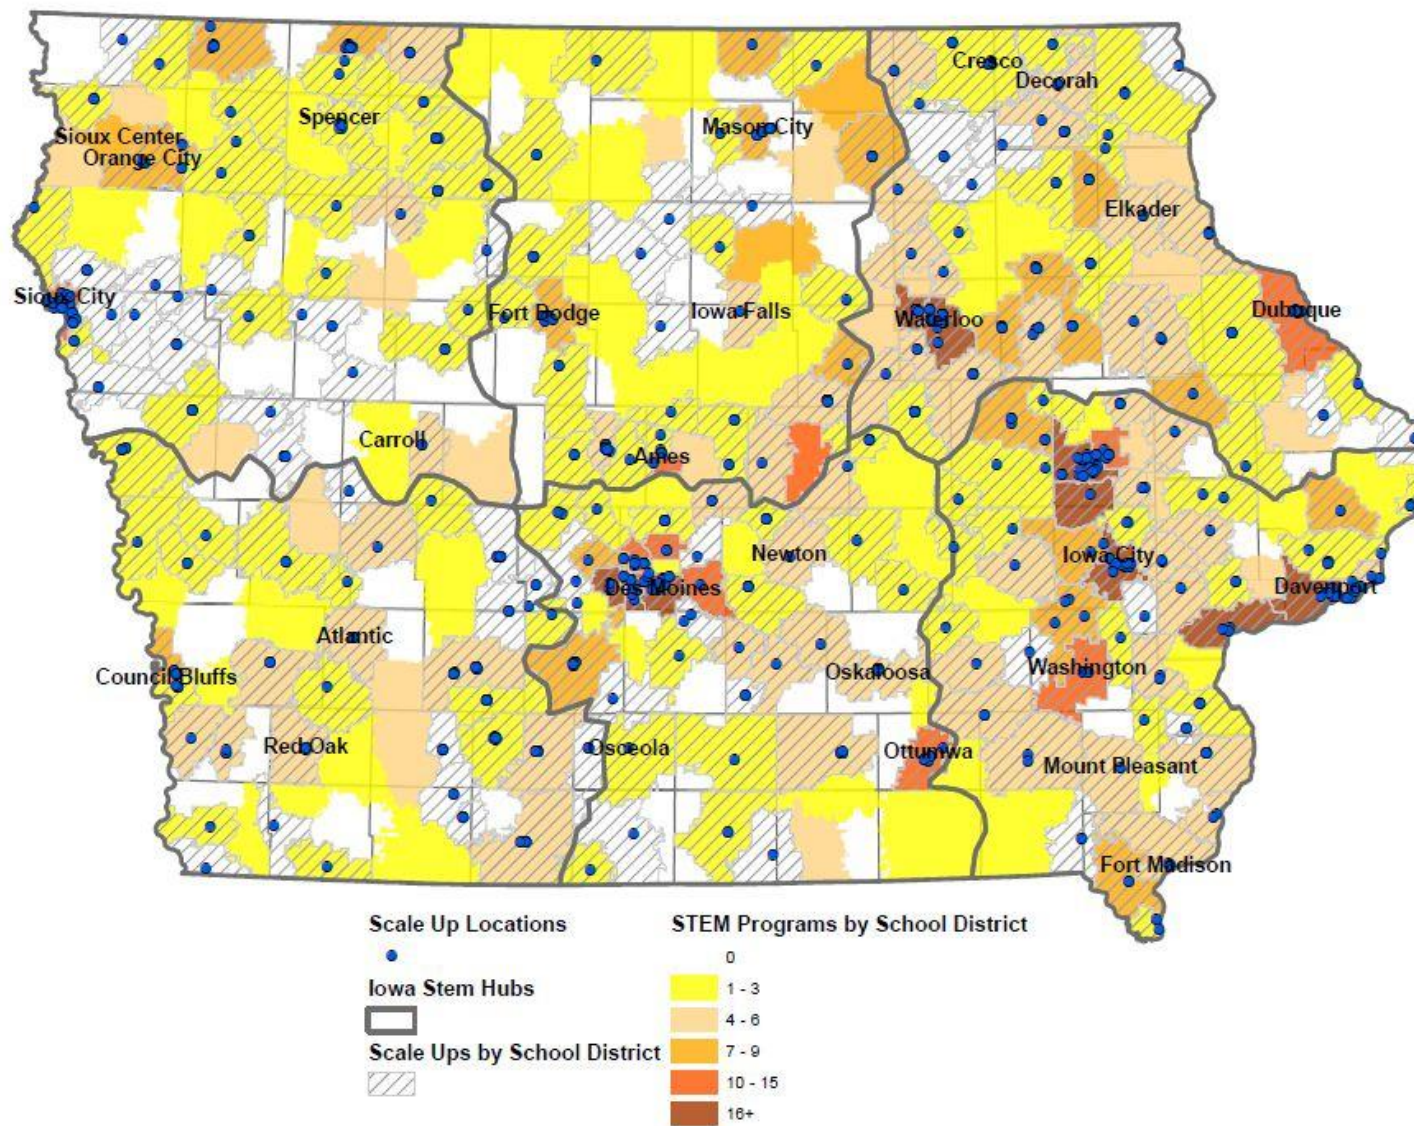 Cresco
Decorah
Spencer
Mason City
Sioux Center
Orange City
Elkader
Sioux City
Fort Dodge
Iowa Falls
Waterloo
Dubuque
Carroll
Ames
Newton
Iowa City
Des Moines
Davenport
Atlantic
Council Bluffs
Oskaloosa
Washington
Red Oak
Osceola
Ottumwa
Mount Pleasant
Fort Madison
Scale Up Locations
Iowa Stem Hubs
Scale Ups by School District
STEM Programs by School District
0
1 - 3
4 - 6
7 - 9
10 - 15
16+